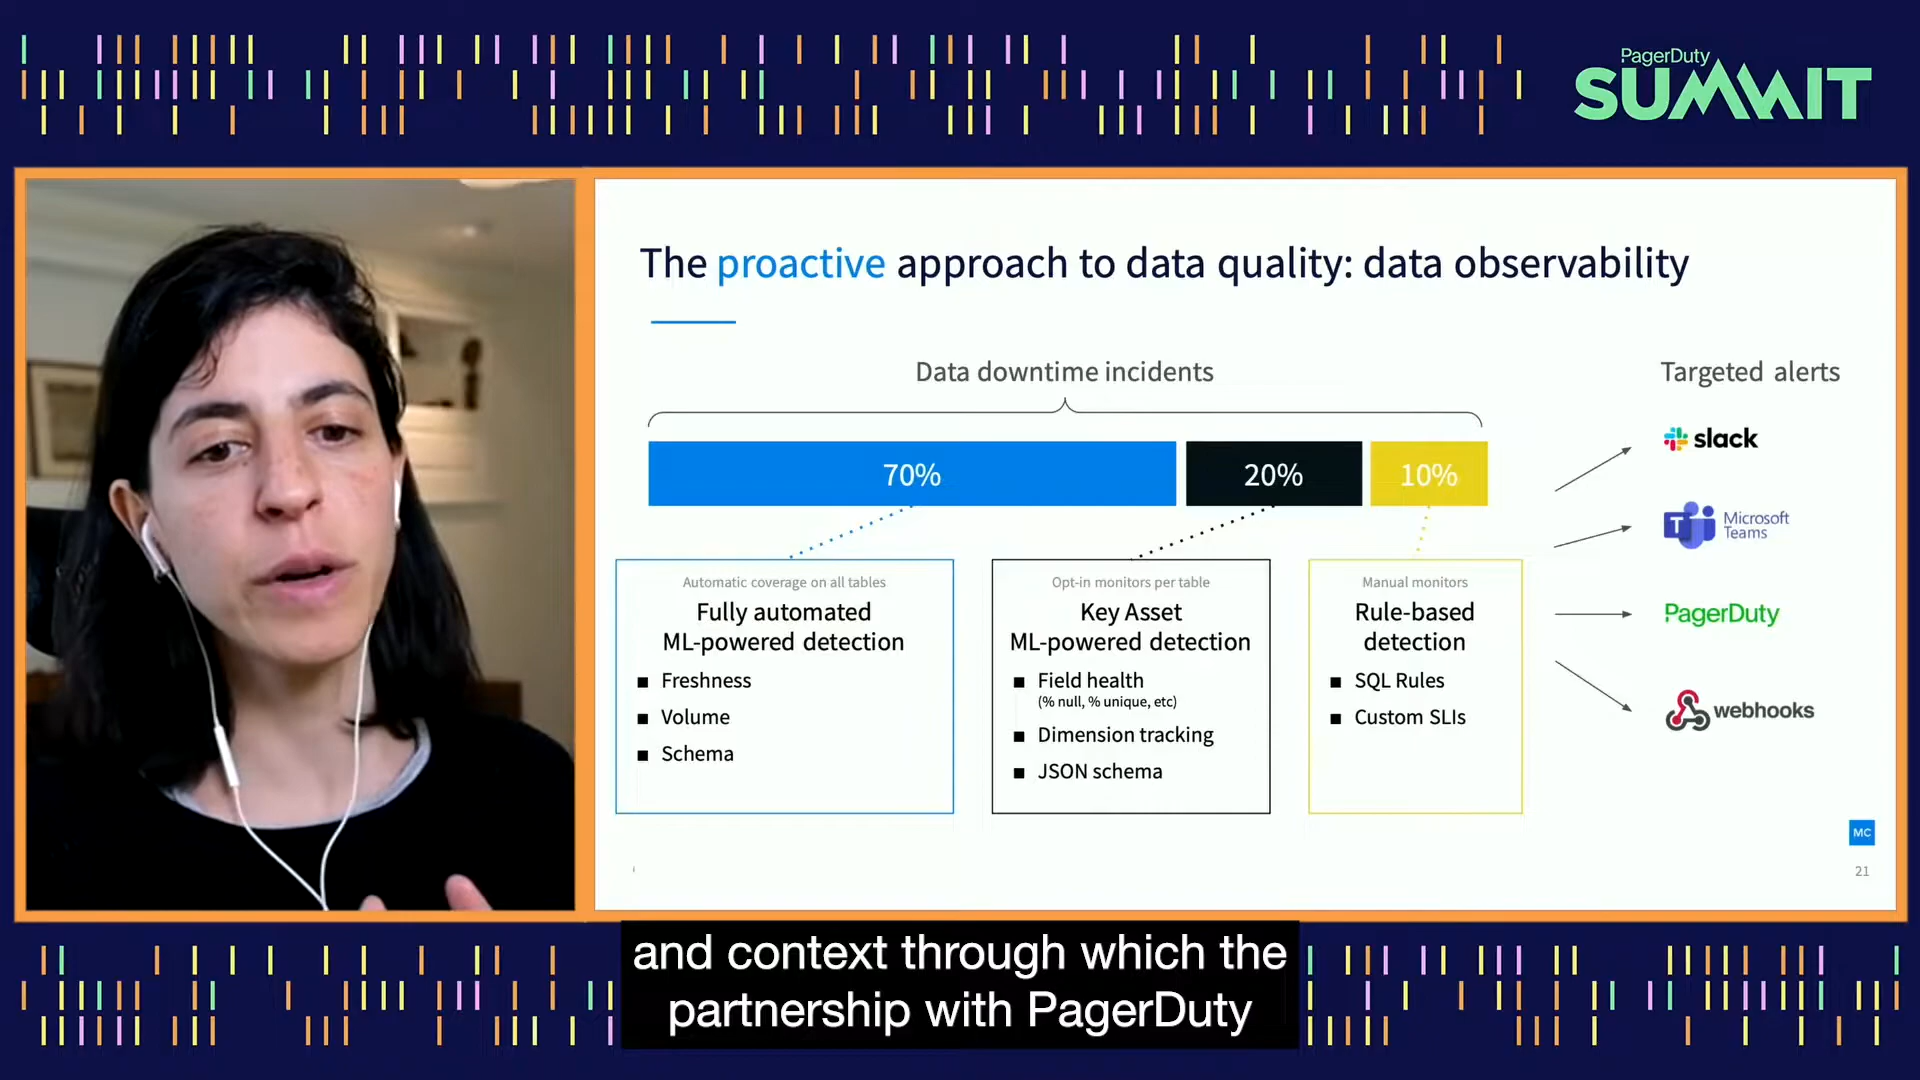 PagerDuty
SUMMIT
The proactive approach to data quality: data observability
Data downtime incidents
Targeted alerts
70%
20%
10%
slack
Microsoft
Teams
PagerDuty
webhooks
Automatic coverage on all tables
Fully automated
ML-powered detection
■ Freshness
■ Volume
■ Schema
Opt-in monitors per table
Key Asset
ML-powered detection
■ Field health
(% null, % unique, etc)
■ Dimension tracking
■ JSON schema
Manual monitors
Rule-based
detection
■ SQL Rules
■ Custom SLIs
MC
21
and context through which the
partnership with PagerDuty